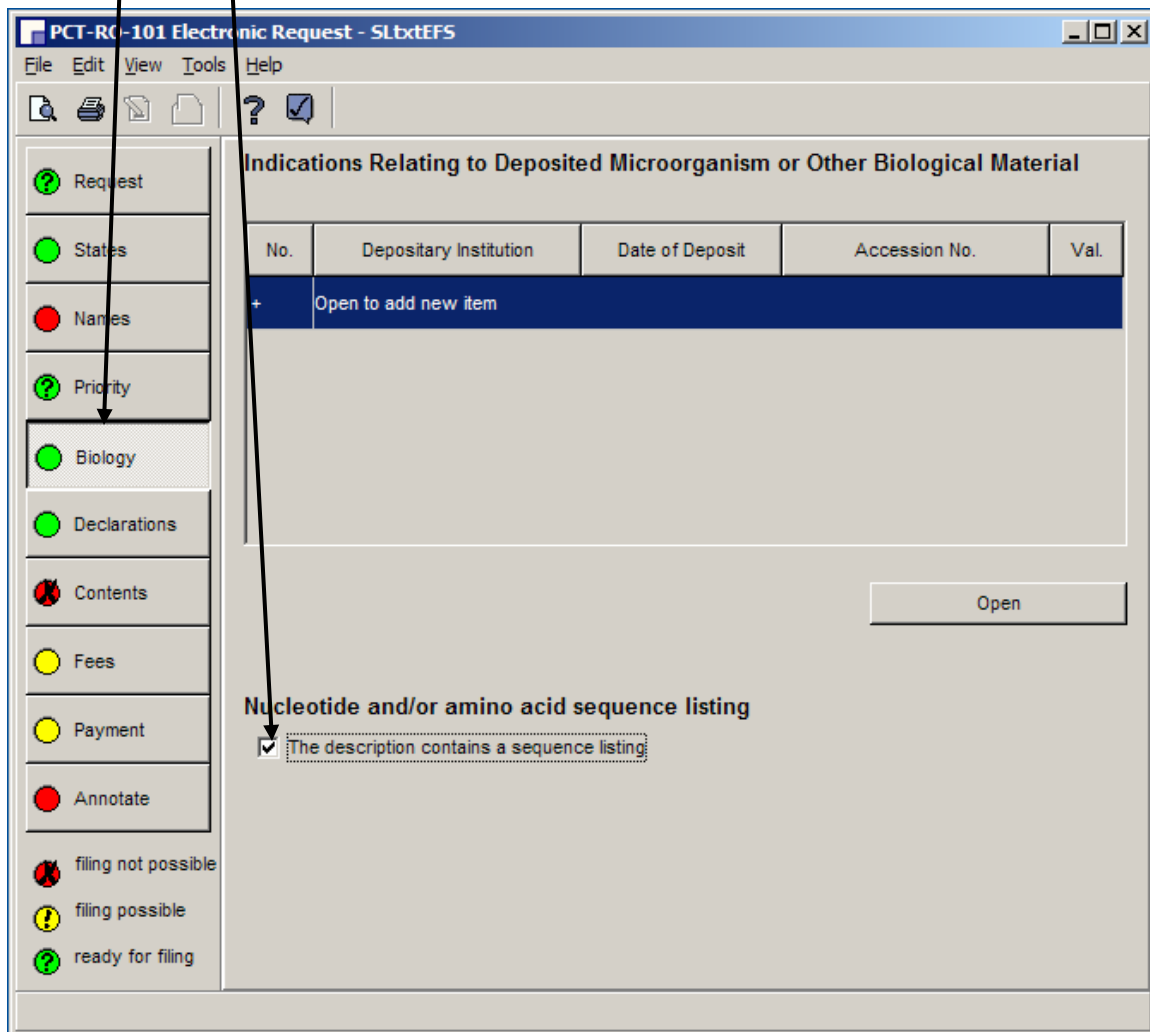 PCT-RO-101 Electronic Request - SLtxtEFS
File Edit View Tools Help
Request
States
Names
Priority
Biology
Declarations
Contents
Fees
Payment
Annotate
filing not possible
filing possible
ready for filing
Indications Relating to Deposited Microorganism or Other Biological Material
No. Depositary Institution Date of Deposit Accession No. Val.
+ Open to add new item
Open
Nucleotide and/or amino acid sequence listing
The description contains a sequence listing